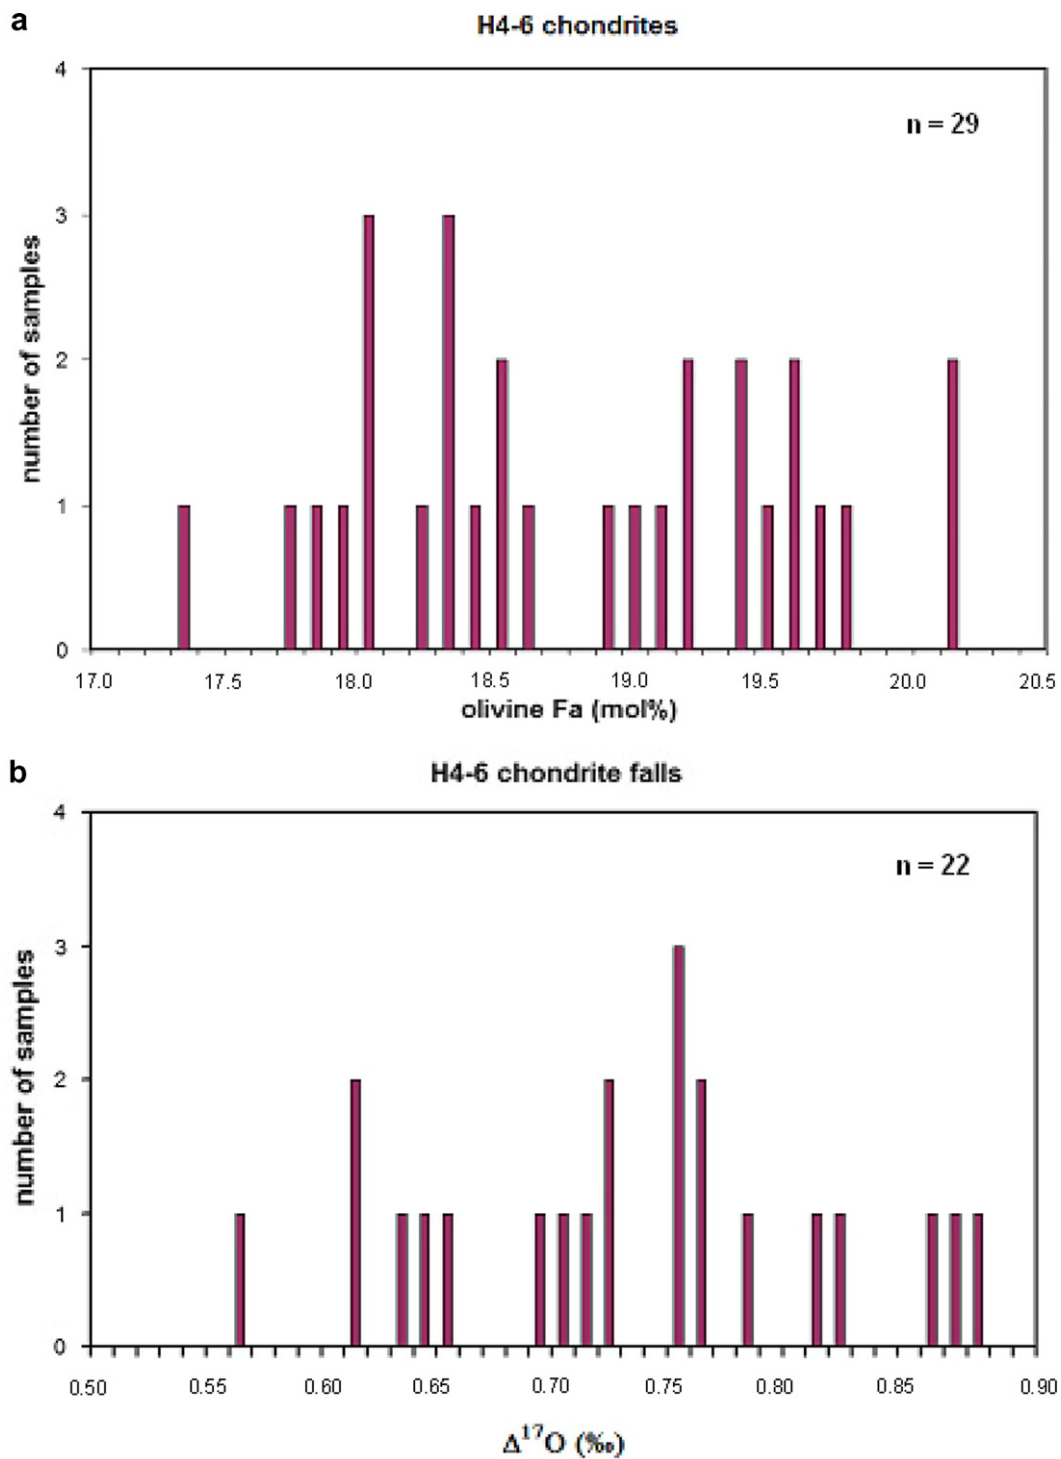 a
H4-6 chondrites
4
n = 29
3
2
1
0
number of samples
17.0 17.5 18.0 18.5 19.0 19.5 20.0 20.5
olivine Fa (mol%)
b
H4-6 chondrite falls
4
n = 22
3
2
1
0
number of samples
0.50 0.55 0.60 0.65 0.70 0.75 0.80 0.85 0.90
Δ¹⁷O (‰)